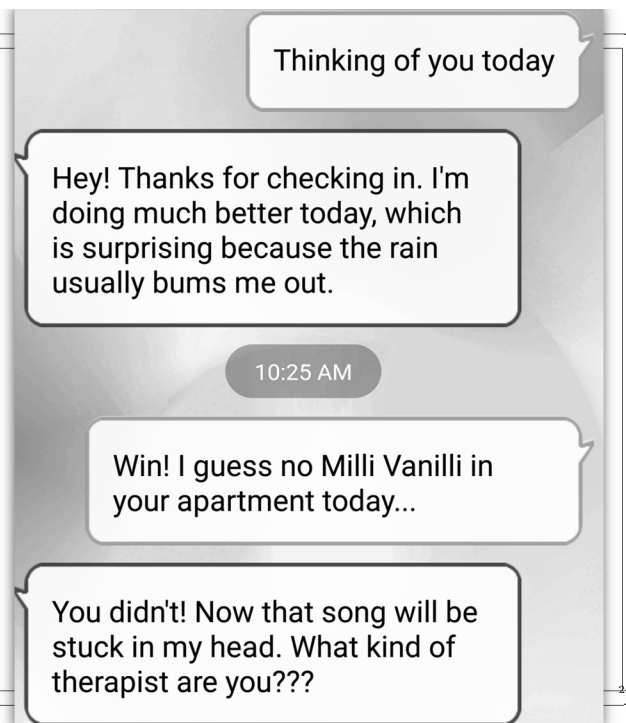 Thinking of you today
Hey! Thanks for checking in. I'm
doing much better today, which
is surprising because the rain
usually bums me out.
10:25 AM
Win! I guess no Milli Vanilli in
your apartment today...
You didn't! Now that song will be
stuck in my head. What kind of
therapist are you???